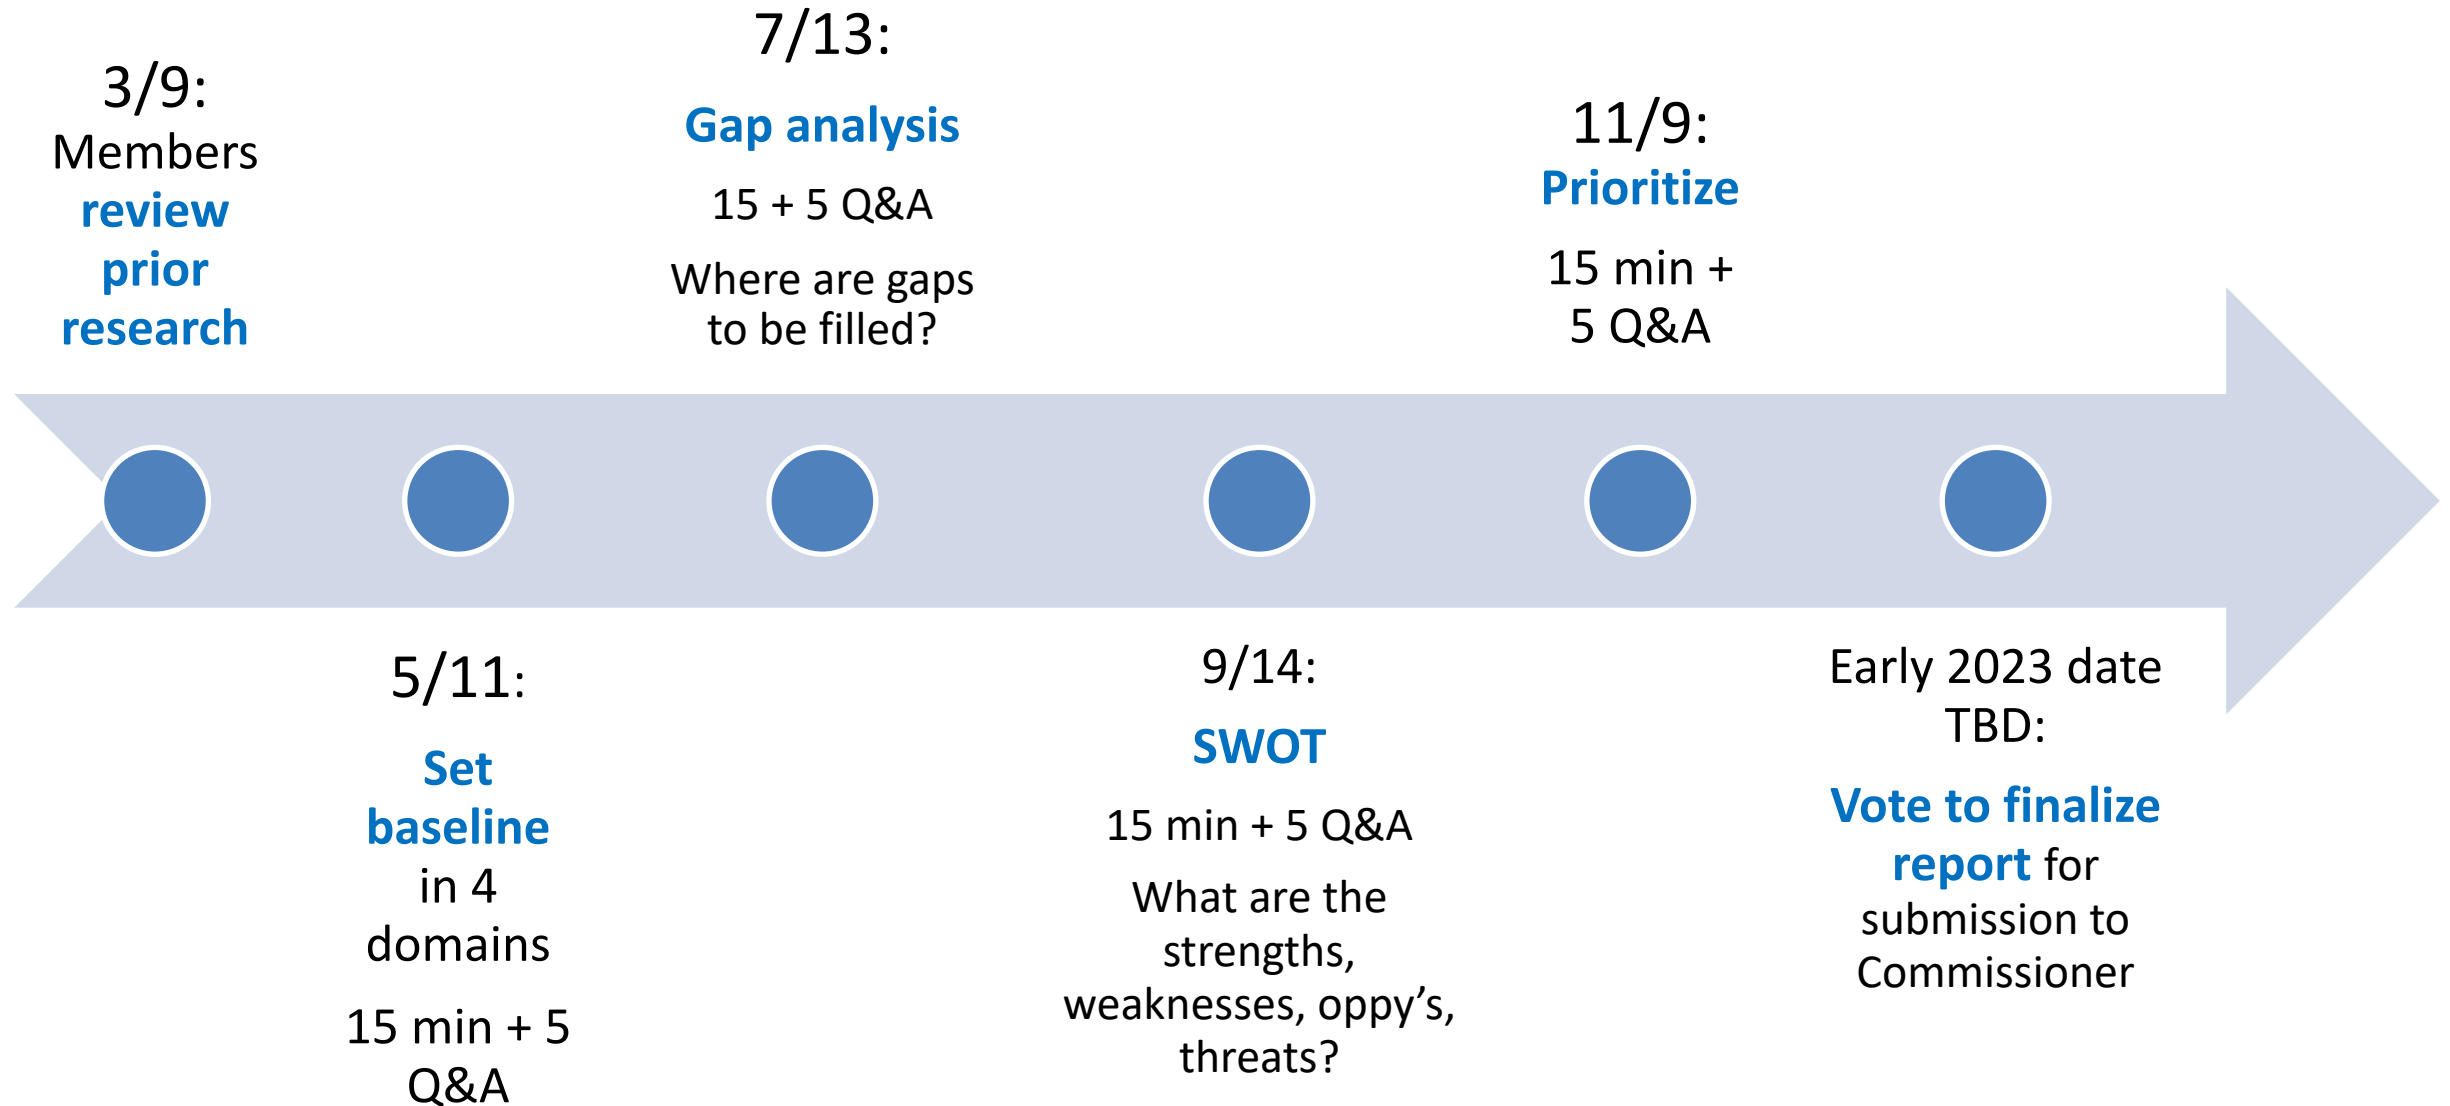 3/9:
Members
review
prior
research
5/11:
Set
baseline
in 4
domains
15 min + 5
Q&A
7/13:
Gap analysis
15 + 5 Q&A
Where are gaps
to be filled?
9/14:
SWOT
15 min + 5 Q&A
What are the
strengths,
weaknesses, oppy’s,
threats?
11/9:
Prioritize
15 min +
5 Q&A
Early 2023 date
TBD:
Vote to finalize
report for
submission to
Commissioner